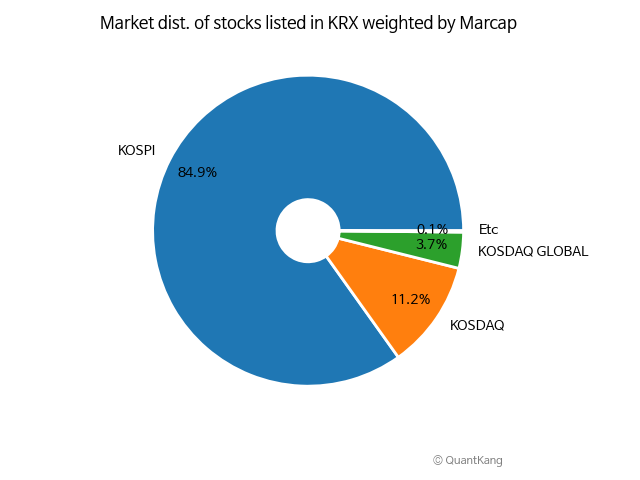 Market dist. of stocks listed in KRX weighted by Marcap
KOSPI
84.9%
0.1%
Etc
3.7%
KOSDAQ GLOBAL
11.2%
KOSDAQ
© QuantKang